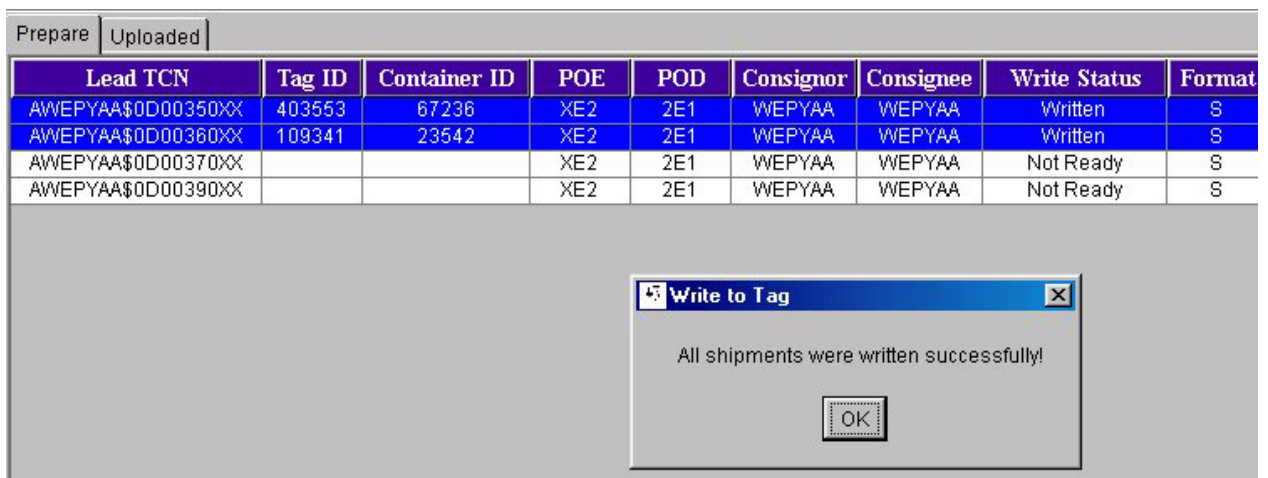 Prepare Uploaded
Lead TCN Tag ID Container ID POE POD Consignor Consignee Write Status Format
AWEPYAA$0D00350XX 403553 67236 XE2 2E1 WEPYAA WEPYAA Written S
AWEPYAA$0D00360XX 109341 23542 XE2 2E1 WEPYAA WEPYAA Written S
AWEPYAA$0D00370XX XE2 2E1 WEPYAA WEPYAA Not Ready S
AWEPYAA$0D00390XX XE2 2E1 WEPYAA WEPYAA Not Ready S
Write to Tag
All shipments were written successfully!
OK